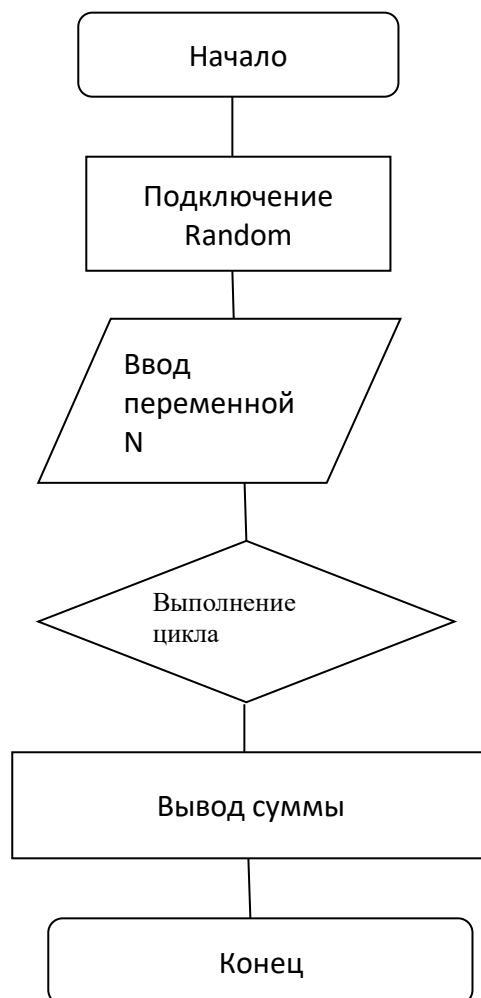 Начало
Подключение
Random
Ввод
переменной
N
Выполнение
цикла
Вывод суммы
Конец